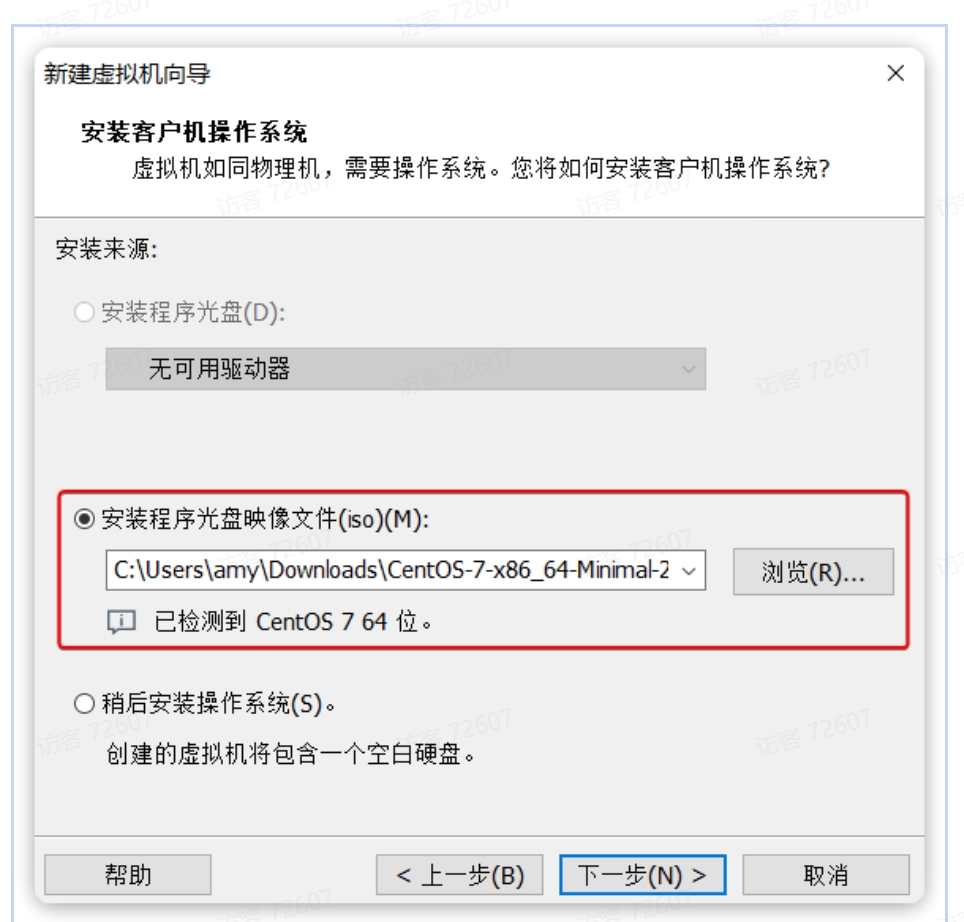 新建虚拟机向导
安装客户机操作系统
虚拟机如同物理机，需要操作系统。您将如何安装客户机操作系统?
安装来源:
安装程序光盘(D):
无可用驱动器
安装程序光盘映像文件(iso)(M):
C:\Users\amy\Downloads\CentOS-7-x86_64-Minimal-2
浏览(R)...
已检测到 CentOS 7 64 位。
稍后安装操作系统(S)。
创建的虚拟机将包含一个空白硬盘。
帮助
< 上一步(B)
下一步(N) >
取消
访客 72607